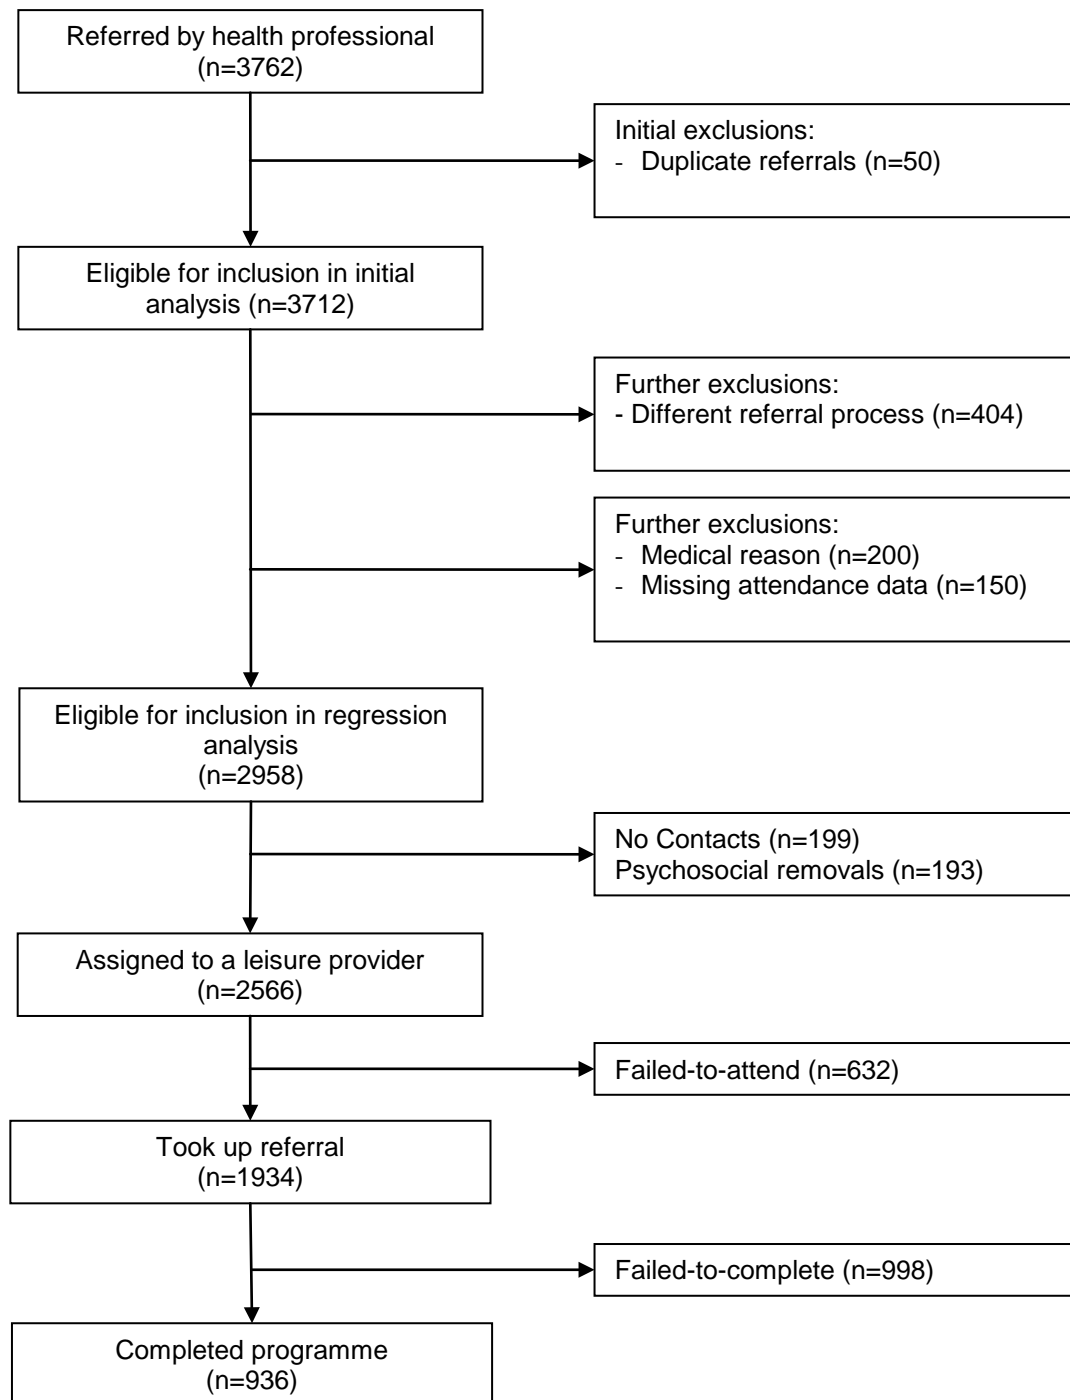 Referred by health professional
(n=3762)
Initial exclusions:
- Duplicate referrals (n=50)
Eligible for inclusion in initial
analysis (n=3712)
Further exclusions:
- Different referral process (n=404)
Further exclusions:
- Medical reason (n=200)
- Missing attendance data (n=150)
Eligible for inclusion in regression
analysis
(n=2958)
No Contacts (n=199)
Psychosocial removals (n=193)
Assigned to a leisure provider
(n=2566)
Failed-to-attend (n=632)
Took up referral
(n=1934)
Failed-to-complete (n=998)
Completed programme
(n=936)